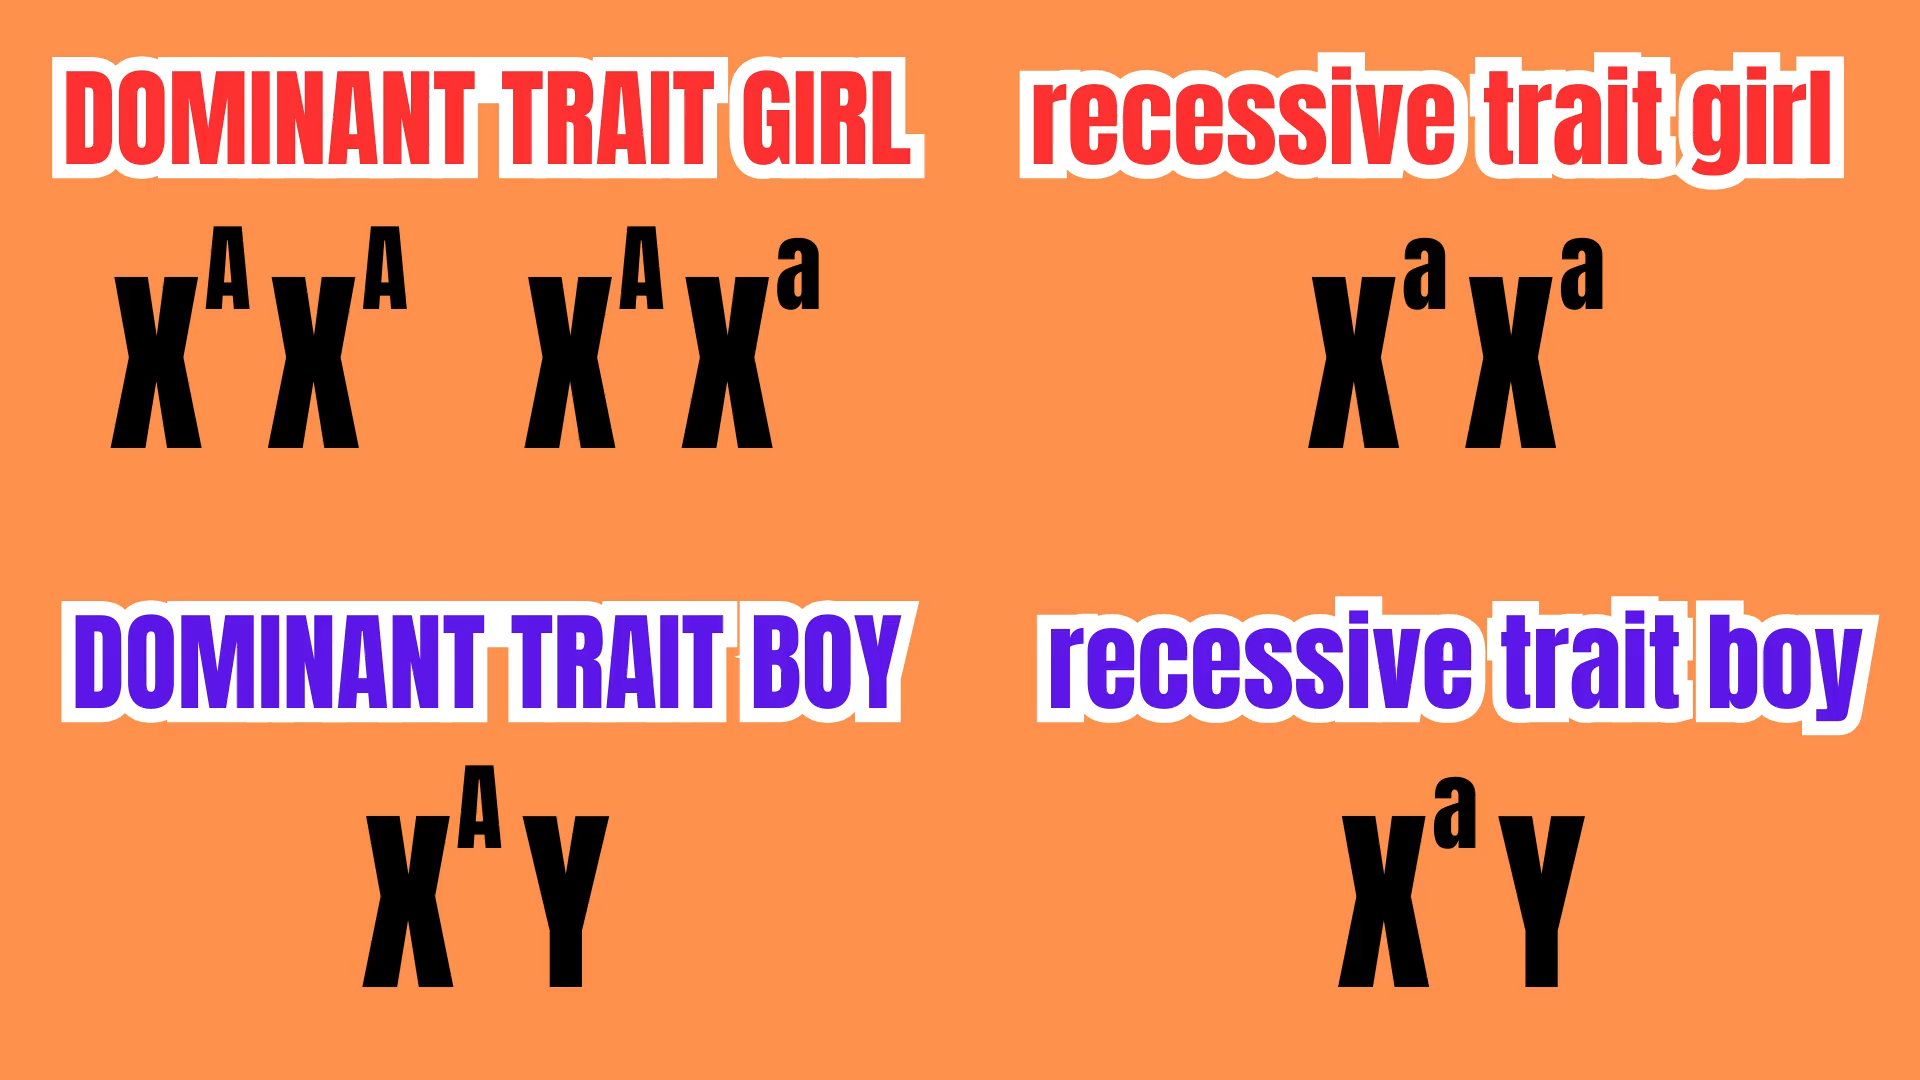 DOMINANT TRAIT GIRL
XᴬXᴬ XᴬXᵃ
recessive trait girl
XᵃXᵃ
DOMINANT TRAIT BOY
XᴬY
recessive trait boy
XᵃY